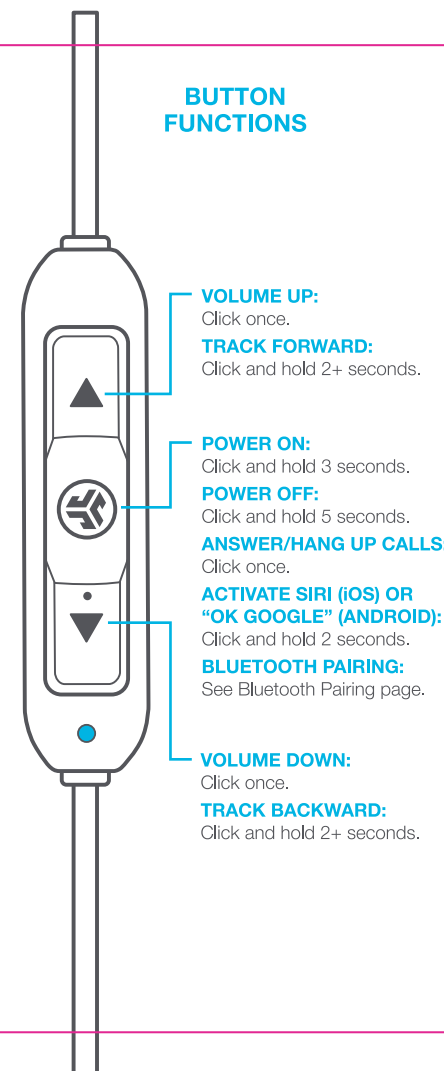 BUTTON
FUNCTIONS
VOLUME UP:
Click once.
TRACK FORWARD:
Click and hold 2+ seconds.
POWER ON:
Click and hold 3 seconds.
POWER OFF:
Click and hold 5 seconds.
ANSWER/HANG UP CALLS:
Click once.
ACTIVATE SIRI (iOS) OR
“OK GOOGLE” (ANDROID):
Click and hold 2 seconds.
BLUETOOTH PAIRING:
See Bluetooth Pairing page.
VOLUME DOWN:
Click once.
TRACK BACKWARD:
Click and hold 2+ seconds.